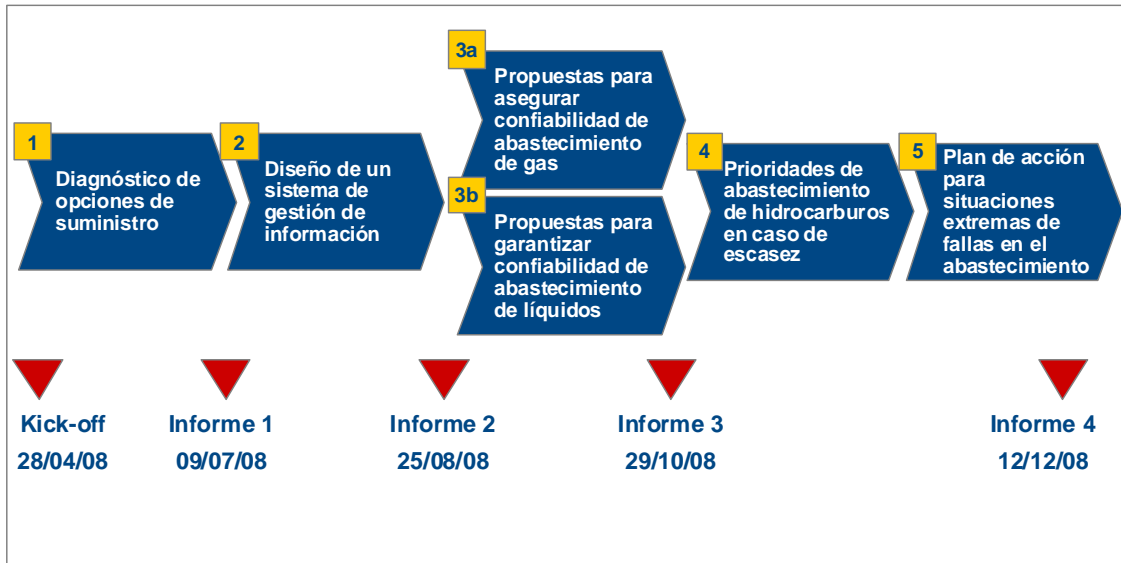 1
Diagnóstico de
opciones de
suministro
2
Diseño de un
sistema de
gestión de
información
3a
Propuestas para
asegurar
confiabilidad de
abastecimiento
de gas
3b
Propuestas para
garantizar
confiabilidad de
abastecimiento
de líquidos
4
Prioridades de
abastecimiento
de hidrocarburos
en caso de
escasez
5
Plan de acción
para
situaciones
extremas de
fallas en el
abastecimiento
Kick-off
28/04/08
Informe 1
09/07/08
Informe 2
25/08/08
Informe 3
29/10/08
Informe 4
12/12/08